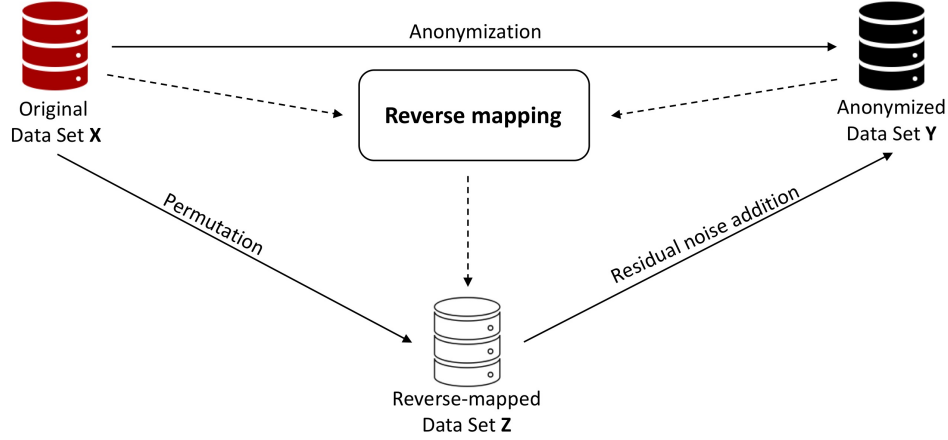 Anonymization
Original
Data Set X
Reverse mapping
Anonymized
Data Set Y
Permutation
Residual noise addition
Reverse-mapped
Data Set Z